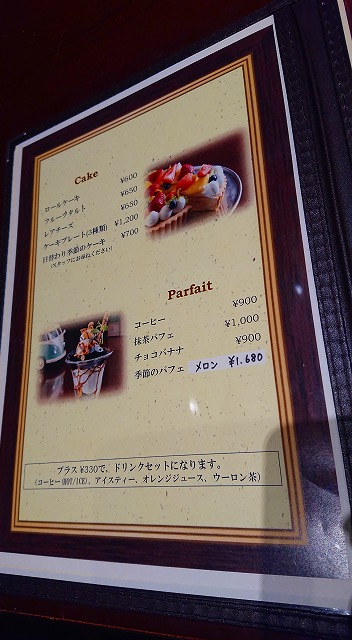 Cake
ロールケーキ ¥600
フルーツタルト ¥650
レアチーズ ¥650
ケーキプレート(3種類) ¥1,200
日替わり季節のケーキ ¥700
(スタッフにお尋ねください)
Parfait
コーヒー ¥900
抹茶パフェ ¥1,000
チョコバナナ ¥900
季節のパフェ メロン ¥1.680
プラス ¥330で、ドリンクセットになります。
(コーヒー(HOT/ICE)、アイスティー、オレンジジュース、ウーロン茶)